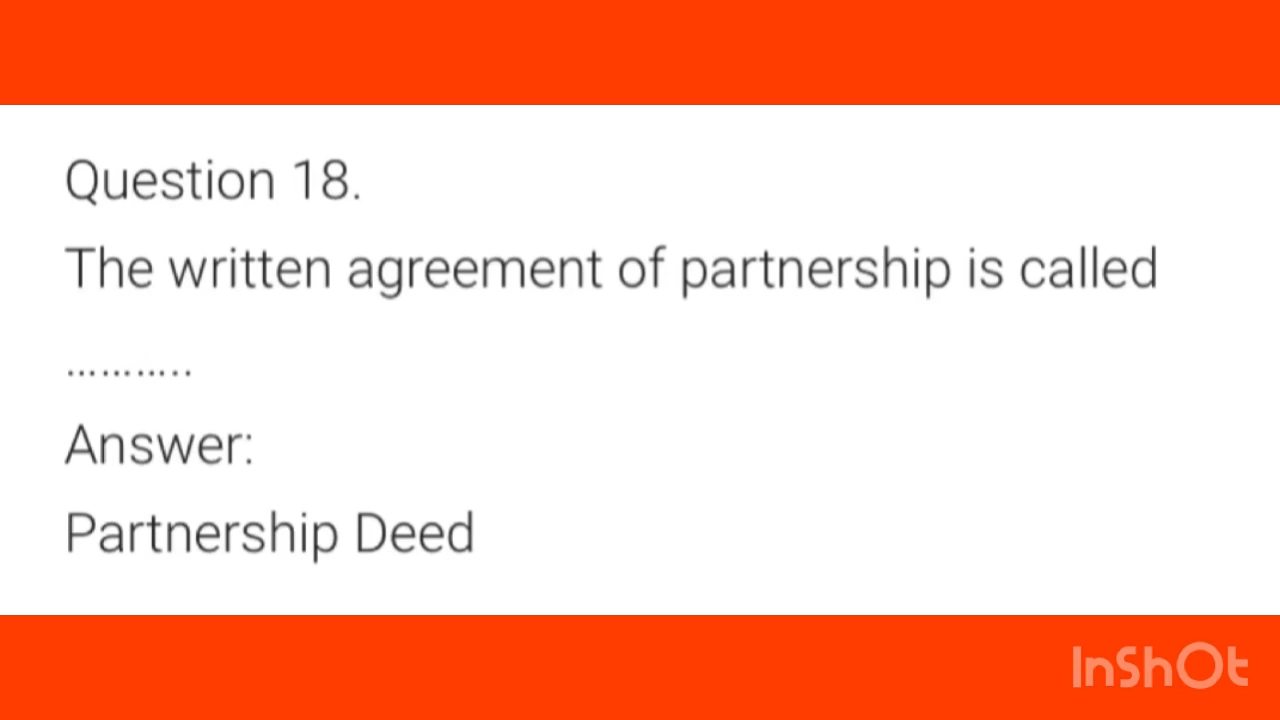 Question 18.
The written agreement of partnership is called
………..
Answer:
Partnership Deed
InShOt